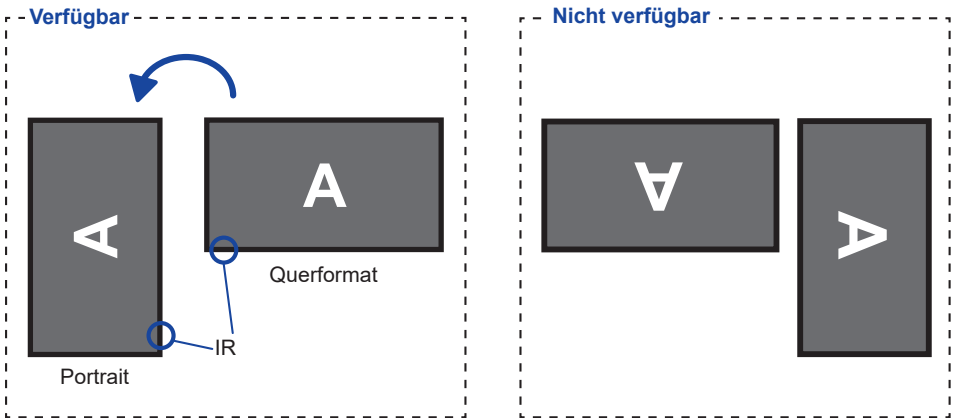 Verfügbar
A
A
Querformat
IR
Portrait
Nicht verfügbar
A
A